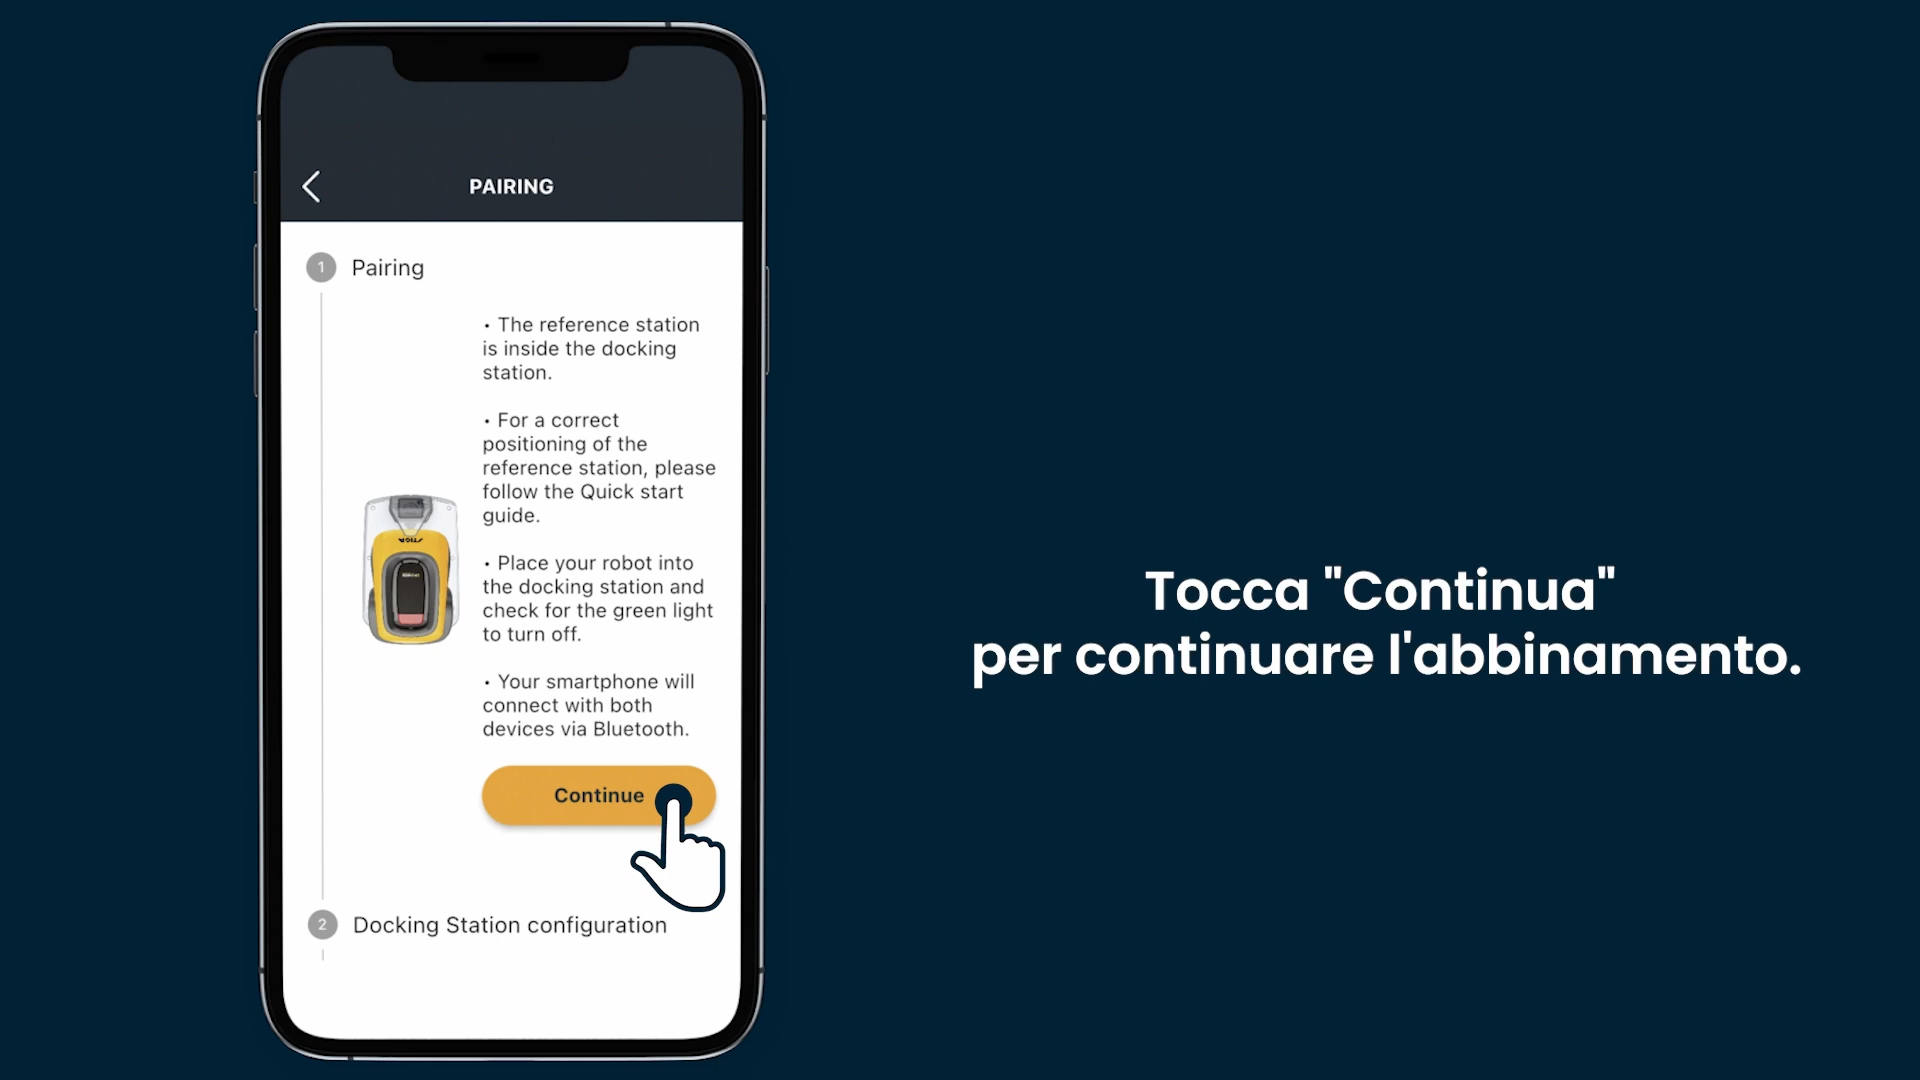 PAIRING
1
Pairing
• The reference station
is inside the docking
station.
• For a correct
positioning of the
reference station, please
follow the Quick start
guide.
• Place your robot into
the docking station and
check for the green light
to turn off.
• Your smartphone will
connect with both
devices via Bluetooth.
STIGA
Continue
2
Docking Station configuration
Tocca "Continua"
per continuare l'abbinamento.